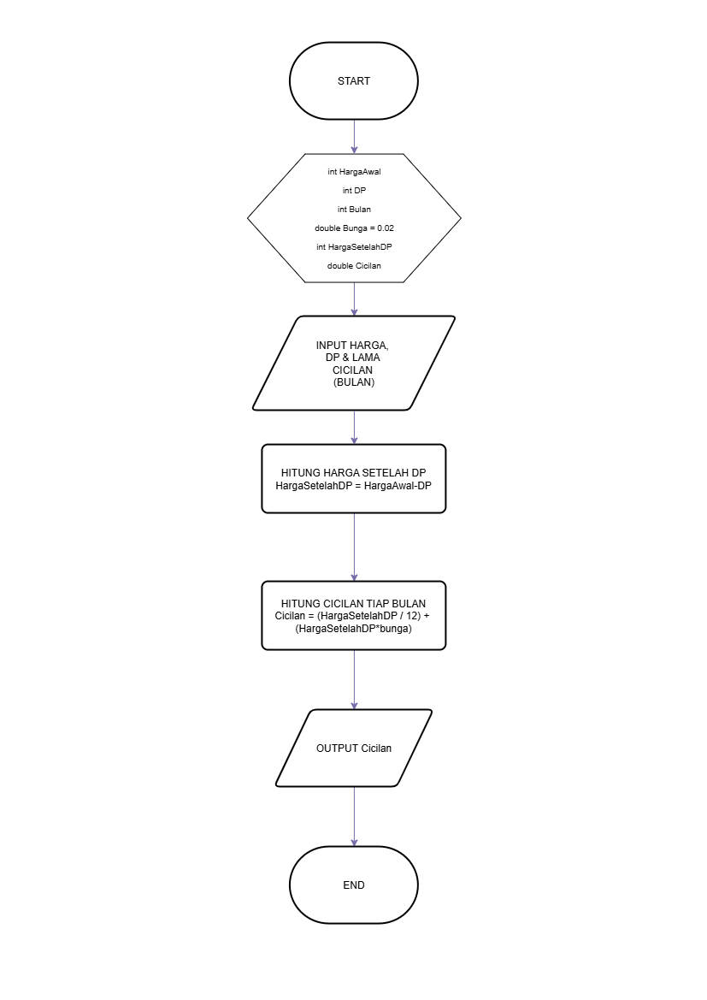 START
int HargaAwal
int DP
int Bulan
double Bunga = 0.02
int HargaSetelahDP
double Cicilan
INPUT HARGA,
DP & LAMA
CICILAN
(BULAN)
HITUNG HARGA SETELAH DP
HargaSetelahDP = HargaAwal-DP
HITUNG CICILAN TIAP BULAN
Cicilan = (HargaSetelahDP / 12) +
(HargaSetelahDP*bunga)
OUTPUT Cicilan
END